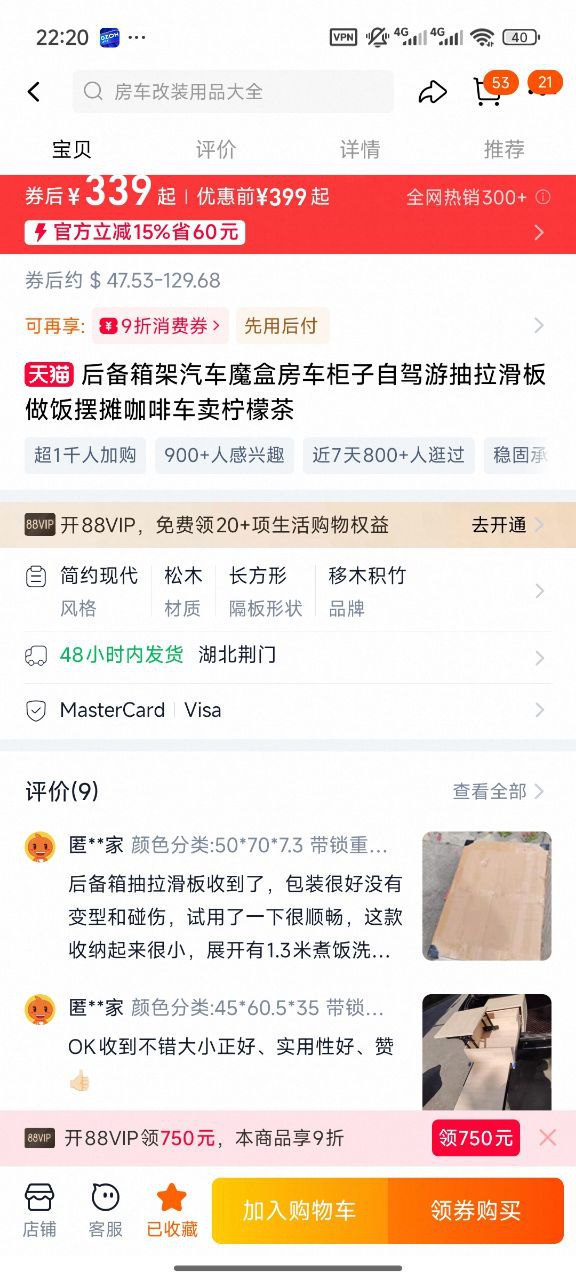 22:20
VPN 4G 4G 40
房车改装用品大全
53
21
宝贝 评价 详情 推荐
券后¥339起 优惠前¥399起 全网热销300+
官方立减15%省60元
券后约 $ 47.53-129.68
可再享: ¥ 9折消费券 先用后付
天猫 后备箱架汽车魔盒房车柜子自驾游抽拉滑板
做饭摆摊咖啡车卖柠檬茶
超1千人加购 900+人感兴趣 近7天800+人逛过 稳固承
88VIP 开88VIP，免费领20+项生活购物权益 去开通
简约现代 松木 长方形 移木积竹
风格 材质 隔板形状 品牌
48小时内发货 湖北荆门
MasterCard Visa
评价(9) 查看全部
匿**家 颜色分类:50*70*7.3 带锁重...
后备箱抽拉滑板收到了，包装很好没有
变型和碰伤，试用了一下很顺畅，这款
收纳起来很小，展开有1.3米煮饭洗...
匿**家 颜色分类:45*60.5*35 带锁...
OK收到不错大小正好、实用性好、赞
88VIP 开88VIP领750元，本商品享9折 领750元
店铺 客服 已收藏 加入购物车 领券购买